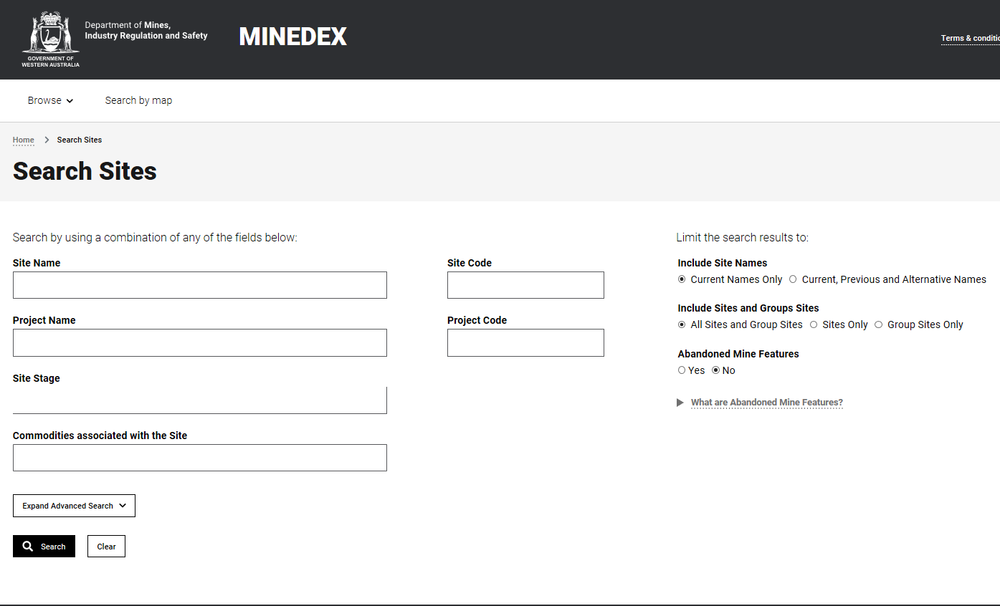 Department of Mines,
Industry Regulation and Safety
GOVERNMENT OF
WESTERN AUSTRALIA
MINEDEX
Terms & conditio
Browse
Search by map
Home
Search Sites
Search Sites
Search by using a combination of any of the fields below:
Limit the search results to:
Site Name
Site Code
Include Site Names
Current Names Only
Current, Previous and Alternative Names
Project Name
Project Code
Include Sites and Groups Sites
All Sites and Group Sites
Sites Only
Group Sites Only
Abandoned Mine Features
Yes
No
Site Stage
What are Abandoned Mine Features?
Commodities associated with the Site
Expand Advanced Search
Search
Clear